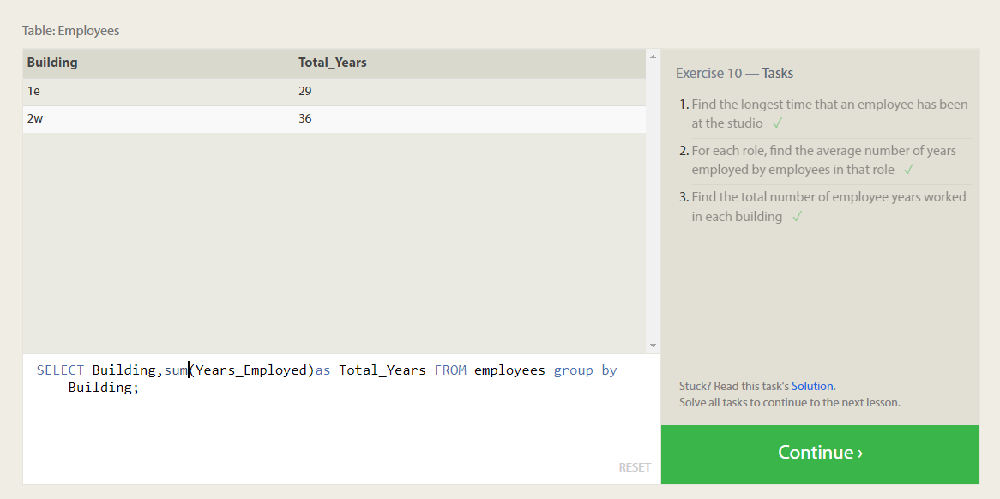 Table: Employees
Building Total_Years
1e 29
2w 36
SELECT Building,sum(Years_Employed)as Total_Years FROM employees group by
Building;
RESET
Exercise 10 — Tasks
1. Find the longest time that an employee has been
at the studio ✓
2. For each role, find the average number of years
employed by employees in that role ✓
3. Find the total number of employee years worked
in each building ✓
Stuck? Read this task's Solution.
Solve all tasks to continue to the next lesson.
Continue ›